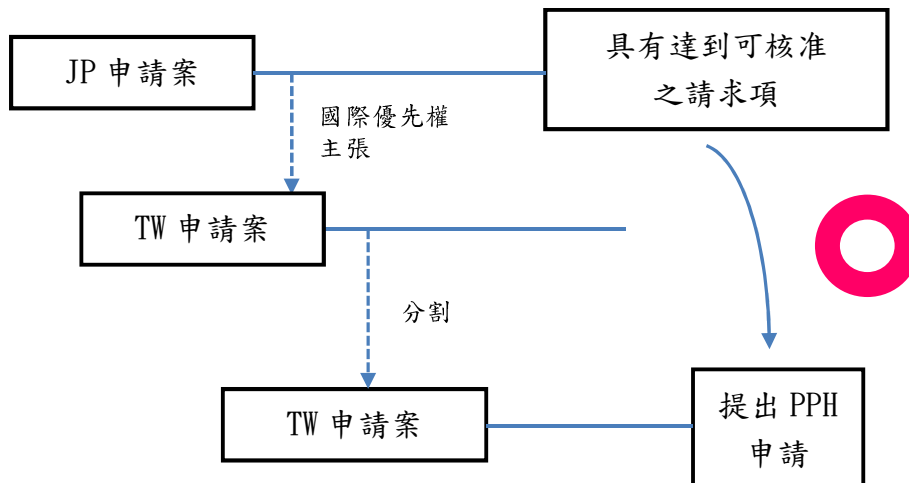 JP 申請案
具有達到可核准
之請求項
國際優先權
主張
TW 申請案
分割
TW 申請案
提出 PPH
申請